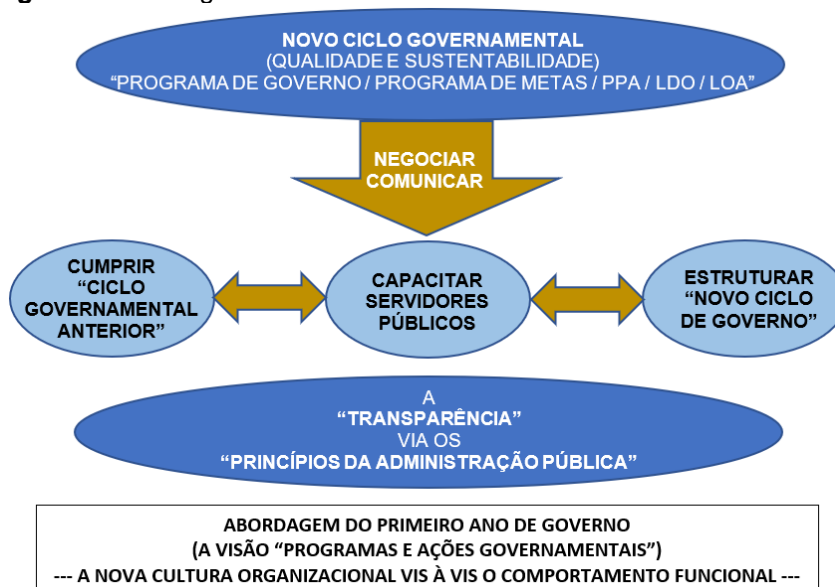 NOVO CICLO GOVERNAMENTAL
(QUALIDADE E SUSTENTABILIDADE)
“PROGRAMA DE GOVERNO / PROGRAMA DE METAS / PPA / LDO / LOA”
NEGOCIAR
COMUNICAR
CUMPRIR
“CICLO
GOVERNAMENTAL
ANTERIOR”
CAPACITAR
SERVIDORES
PÚBLICOS
ESTRUTURAR
“NOVO CICLO
DE GOVERNO”
A
“TRANSPARÊNCIA”
VIA OS
“PRINCÍPIOS DA ADMINISTRAÇÃO PÚBLICA”
ABORDAGEM DO PRIMEIRO ANO DE GOVERNO
(A VISÃO “PROGRAMAS E AÇÕES GOVERNAMENTAIS”)
--- A NOVA CULTURA ORGANIZACIONAL VIS À VIS O COMPORTAMENTO FUNCIONAL ---